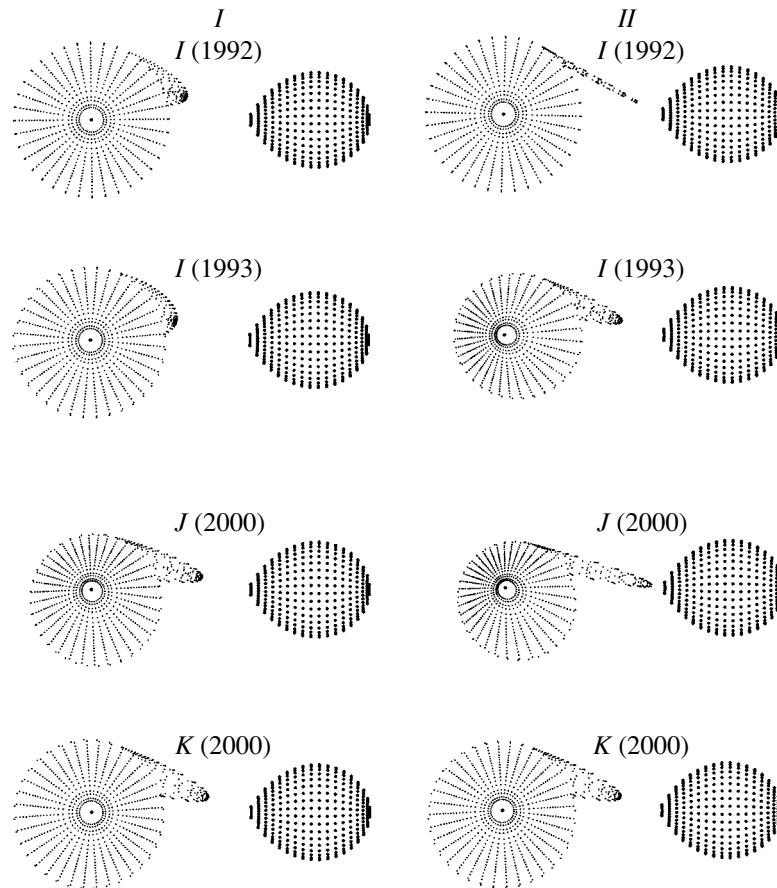 I II
I (1992) I (1992)
I (1993) I (1993)
J (2000) J (2000)
K (2000) K (2000)